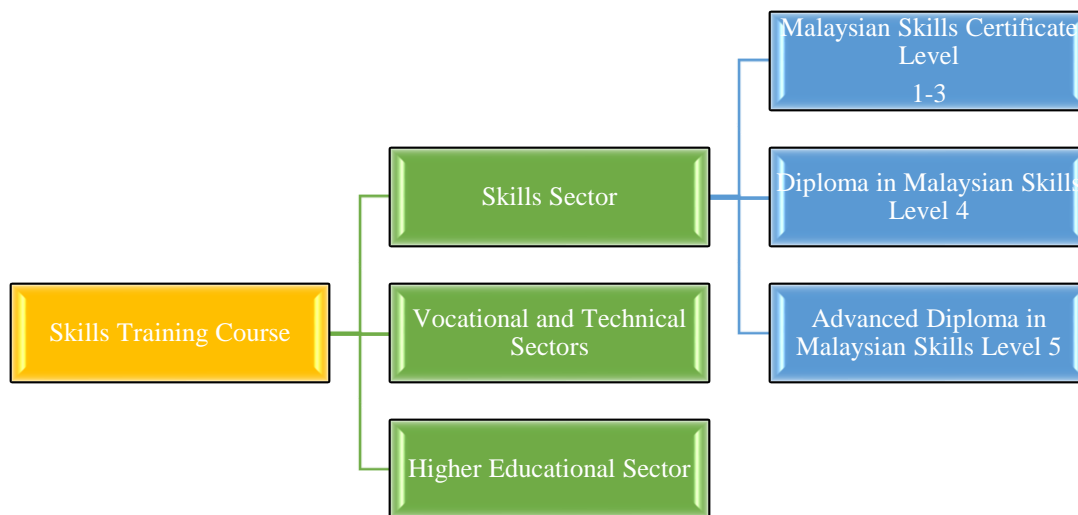 Malaysian Skills Certificate
Level
1-3
Skills Sector
Diploma in Malaysian Skills
Level 4
Skills Training Course
Vocational and Technical
Sectors
Advanced Diploma in
Malaysian Skills Level 5
Higher Educational Sector